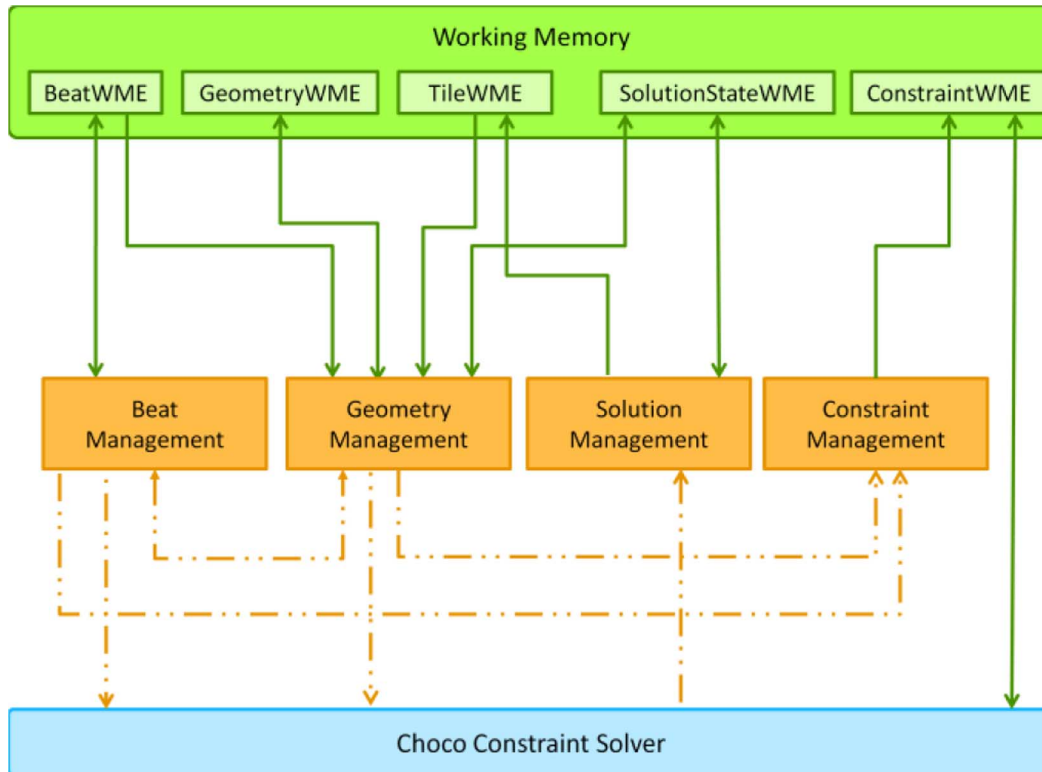 Working Memory
BeatWME
GeometryWME
TileWME
SolutionStateWME
ConstraintWME
Beat
Management
Geometry
Management
Solution
Management
Constraint
Management
Choco Constraint Solver